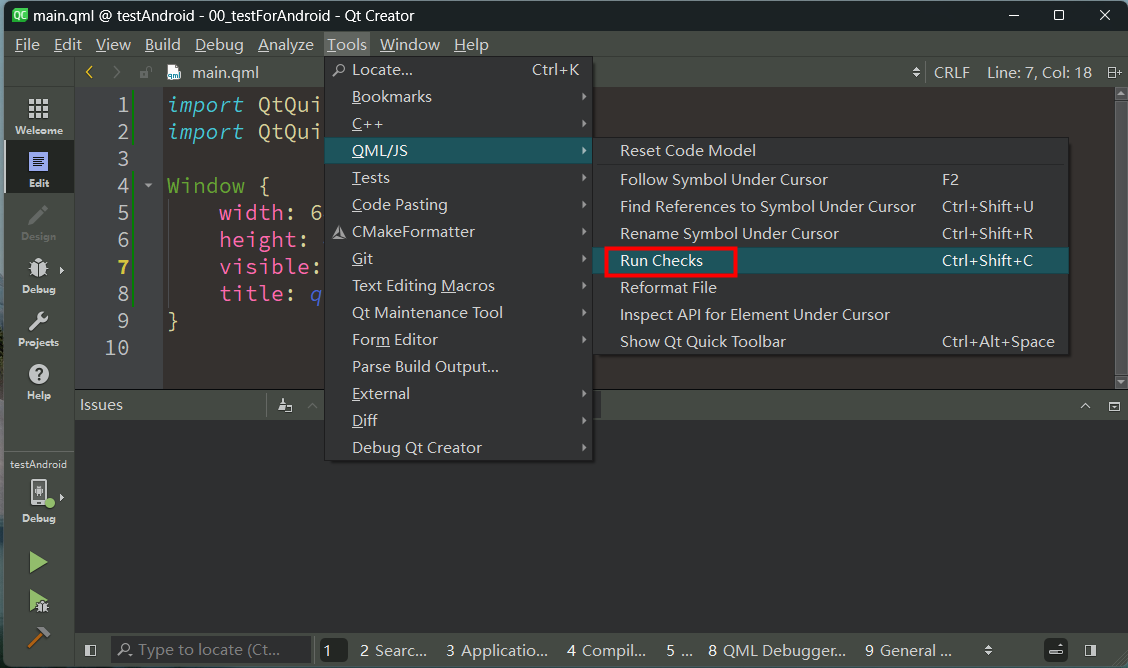 main.qml @ testAndroid - 00_testForAndroid - Qt Creator
File Edit View Build Debug Analyze Tools Window Help
main.qml
CRLF Line: 7, Col: 18
Welcome
Edit
Design
Debug
Projects
Help
testAndroid
Debug
1 import QtQui
2 import QtQui
3
4 Window {
5 width: 6
6 height:
7 visible:
8 title: q
9 }
10
Locate... Ctrl+K
Bookmarks
C++
QML/JS
Tests
Code Pasting
CMakeFormatter
Git
Text Editing Macros
Qt Maintenance Tool
Form Editor
Parse Build Output...
External
Diff
Debug Qt Creator
Reset Code Model
Follow Symbol Under Cursor F2
Find References to Symbol Under Cursor Ctrl+Shift+U
Rename Symbol Under Cursor Ctrl+Shift+R
Run Checks Ctrl+Shift+C
Reformat File
Inspect API for Element Under Cursor
Show Qt Quick Toolbar Ctrl+Alt+Space
Issues
Type to locate (Ct... 1 2 Searc... 3 Applicatio... 4 Compil... 5 ... 8 QML Debugger... 9 General ...